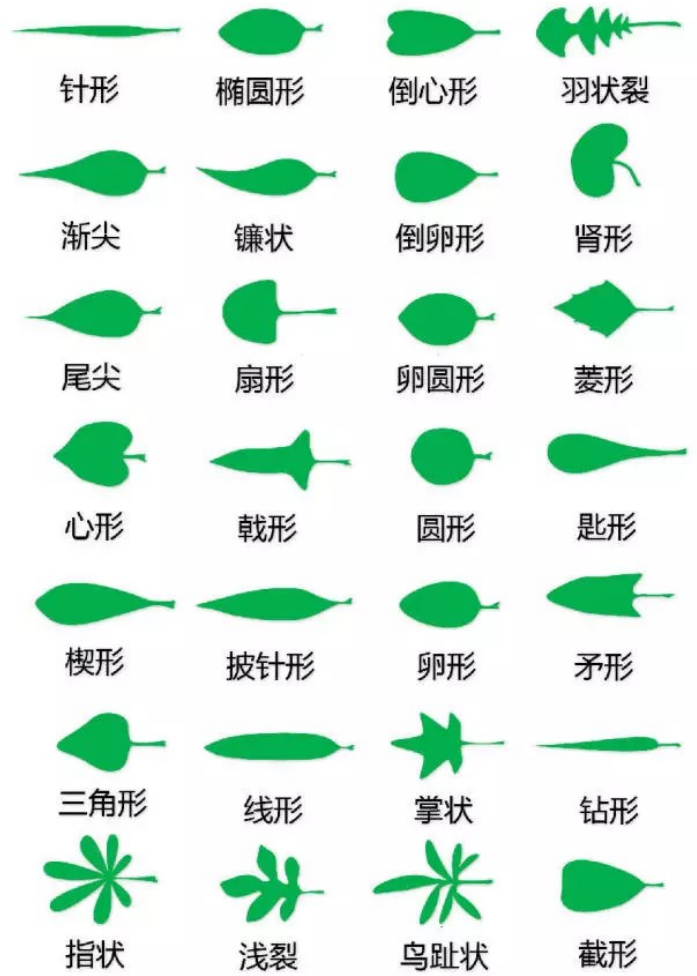 针形 椭圆形 倒心形 羽状裂
渐尖 镰状 倒卵形 肾形
尾尖 扇形 卵圆形 菱形
心形 戟形 圆形 匙形
楔形 披针形 卵形 矛形
三角形 线形 掌状 钻形
指状 浅裂 鸟趾状 截形